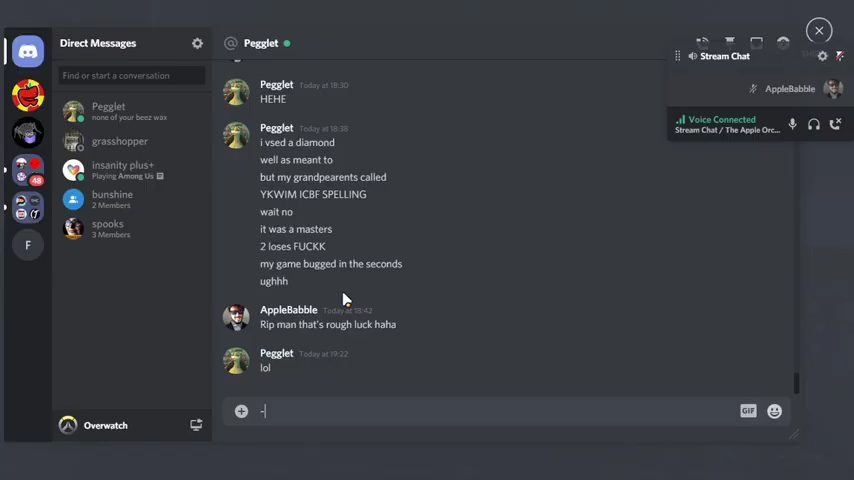 Direct Messages
Find or start a conversation
Pegglet
none of your beez wax
grasshopper
insanity plus+
Playing Among Us
48
bunshine
2 Members
spooks
3 Members
F
Overwatch
@ Pegglet
Pegglet Today at 18:30
HEHE
Pegglet Today at 18:38
i vsed a diamond
well as meant to
but my grandpearents called
YKWIM ICBF SPELLING
wait no
it was a masters
2 loses FUCKK
my game bugged in the seconds
ughhh
AppleBabble Today at 18:42
Rip man that's rough luck haha
Pegglet Today at 19:22
lol
-
GIF
Stream Chat
AppleBabble
Voice Connected
Stream Chat / The Apple Orc...